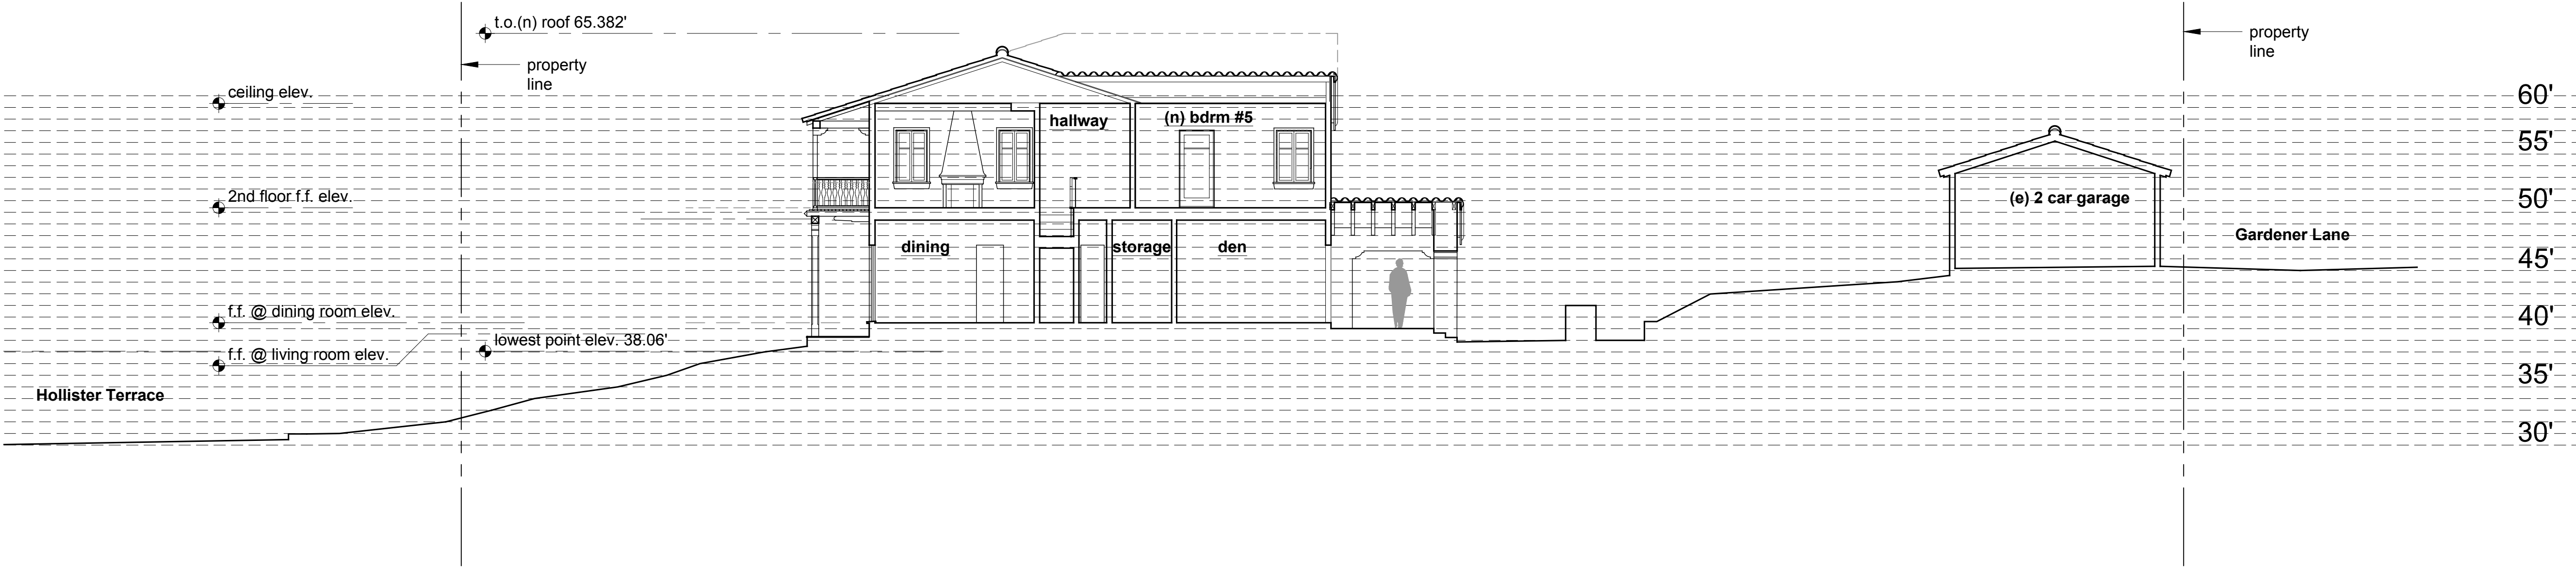 t.o.(n) roof 65.382'
property
line
property
line
ceiling elev.
60'
hallway
(n) bdrm #5
55'
2nd floor f.f. elev.
(e) 2 car garage
50'
dining
storage
den
Gardener Lane
45'
f.f. @ dining room elev.
40'
lowest point elev. 38.06'
f.f. @ living room elev.
35'
Hollister Terrace
30'